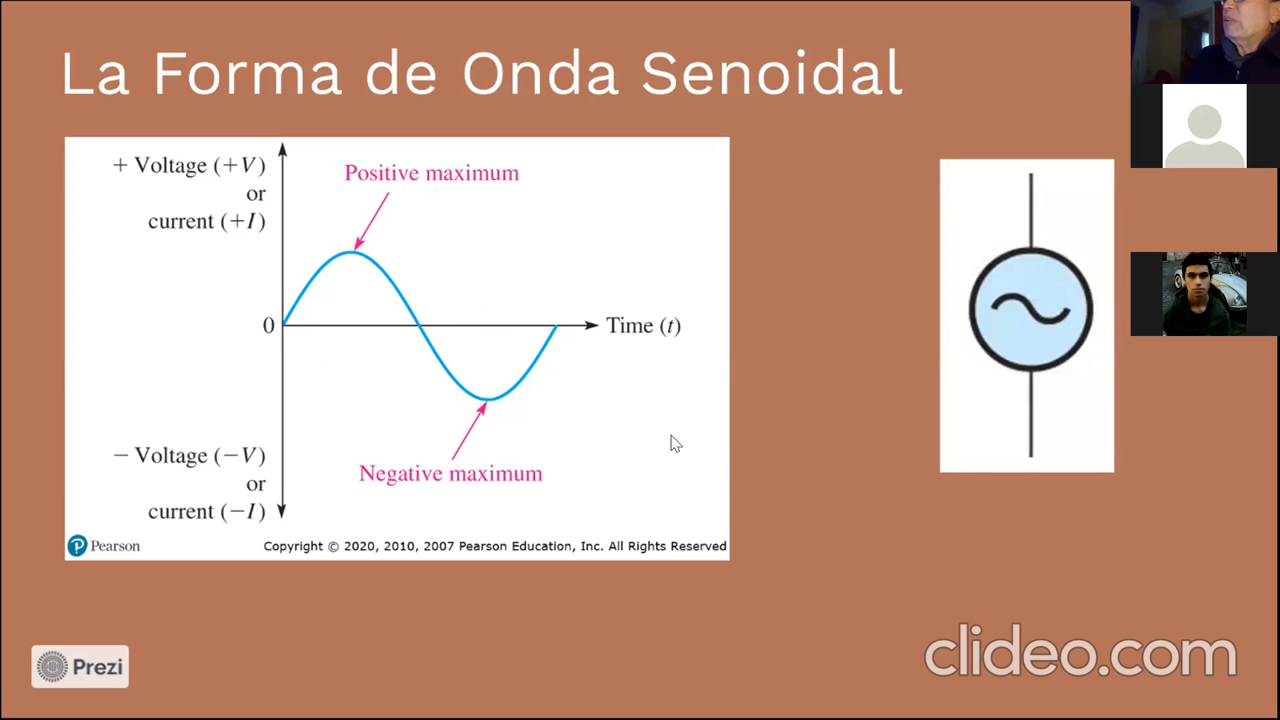 La Forma de Onda Senoidal
+ Voltage (+V)
or
current (+I)
Positive maximum
0
Time (t)
− Voltage (−V)
or
current (−I)
Negative maximum
Pearson
Copyright © 2020, 2010, 2007 Pearson Education, Inc. All Rights Reserved
Prezi
clideo.com